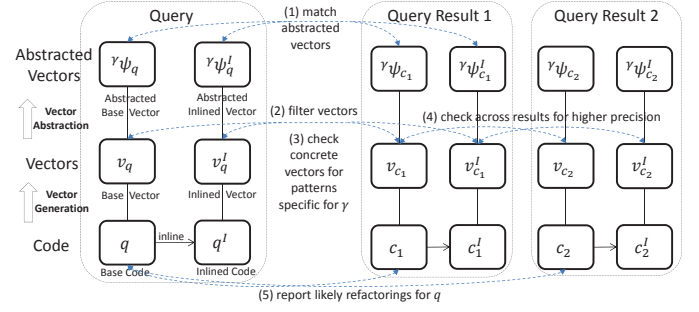 Query
(1) match
abstracted
vectors
Query Result 1
Query Result 2
Abstracted
Vectors
γψq
γψqᴵ
γψc₁
γψc₁ᴵ
γψc₂
γψc₂ᴵ
Abstracted
Base Vector
Abstracted
Inlined Vector
Vector
Abstraction
(2) filter vectors
(4) check across results for higher precision
(3) check
concrete
vectors for
patterns
specific for γ
Vectors
vq
vqᴵ
vc₁
vc₁ᴵ
vc₂
vc₂ᴵ
Vector
Generation
Base Vector
Inlined Vector
Code
q
inline
qᴵ
c₁
c₁ᴵ
c₂
c₂ᴵ
Base Code
Inlined Code
(5) report likely refactorings for q